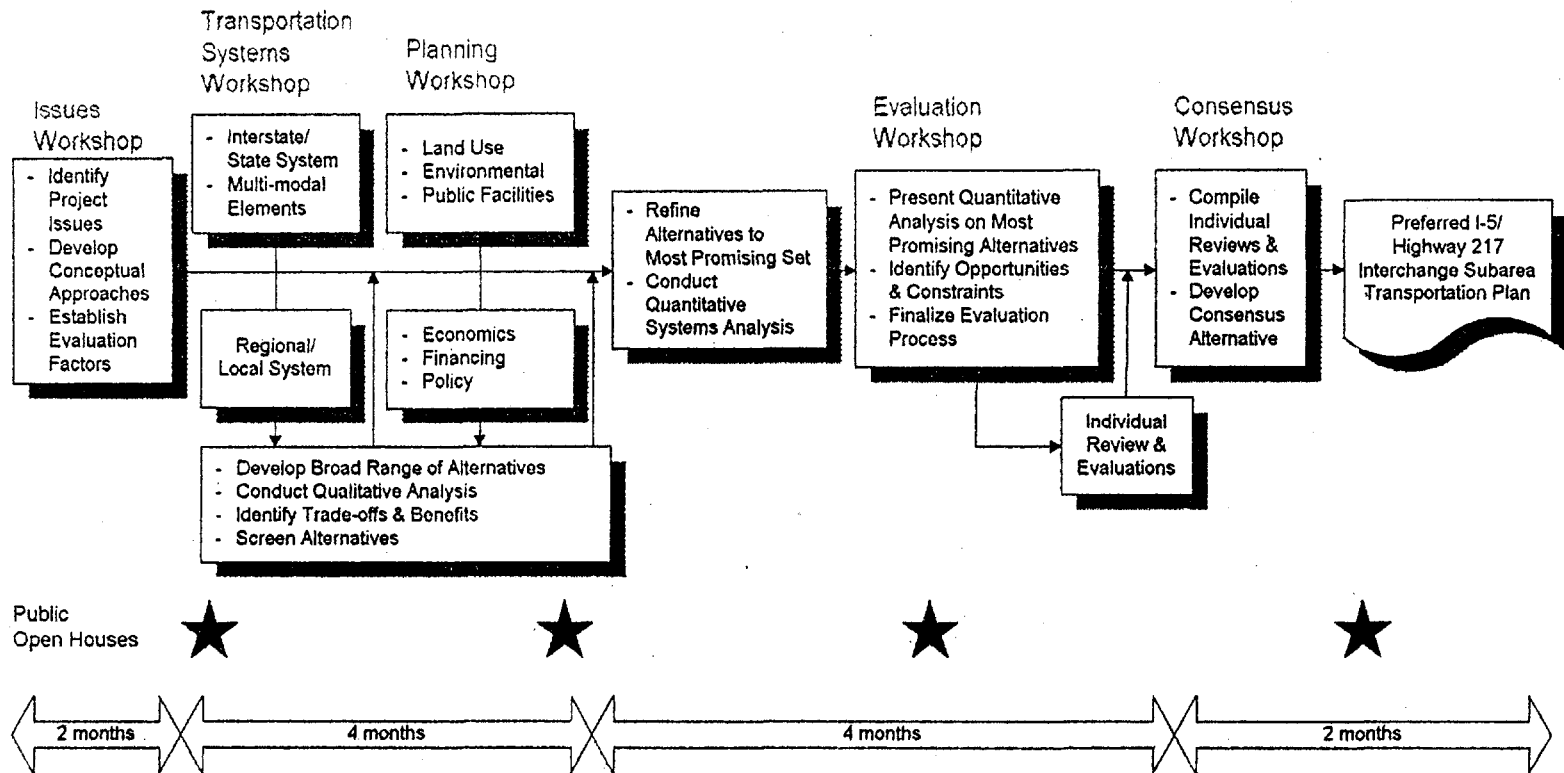 Issues
Workshop
- Identify
Project
Issues
- Develop
Conceptual
Approaches
- Establish
Evaluation
Factors
Transportation
Systems
Workshop
- Interstate/
State System
- Multi-modal
Elements
Regional/
Local System
Planning
Workshop
- Land Use
- Environmental
- Public Facilities
- Economics
- Financing
- Policy
- Develop Broad Range of Alternatives
- Conduct Qualitative Analysis
- Identify Trade-offs & Benefits
- Screen Alternatives
- Refine
Alternatives to
Most Promising Set
- Conduct
Quantitative
Systems Analysis
Evaluation
Workshop
- Present Quantitative
Analysis on Most
Promising Alternatives
- Identify Opportunities
& Constraints
- Finalize Evaluation
Process
Individual
Review &
Evaluations
Consensus
Workshop
- Compile
Individual
Reviews &
Evaluations
- Develop
Consensus
Alternative
Preferred I-5/
Highway 217
Interchange Subarea
Transportation Plan
Public
Open Houses
2 months
4 months
4 months
2 months